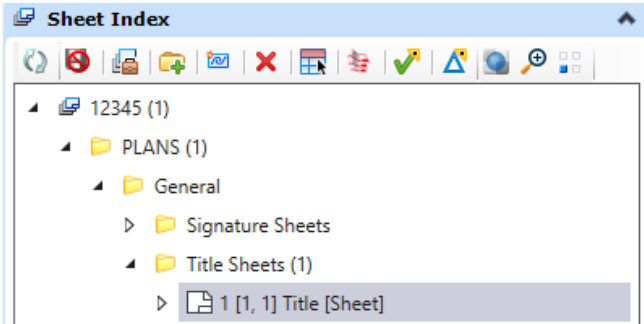 Sheet Index
12345 (1)
PLANS (1)
General
Signature Sheets
Title Sheets (1)
1 [1, 1] Title [Sheet]